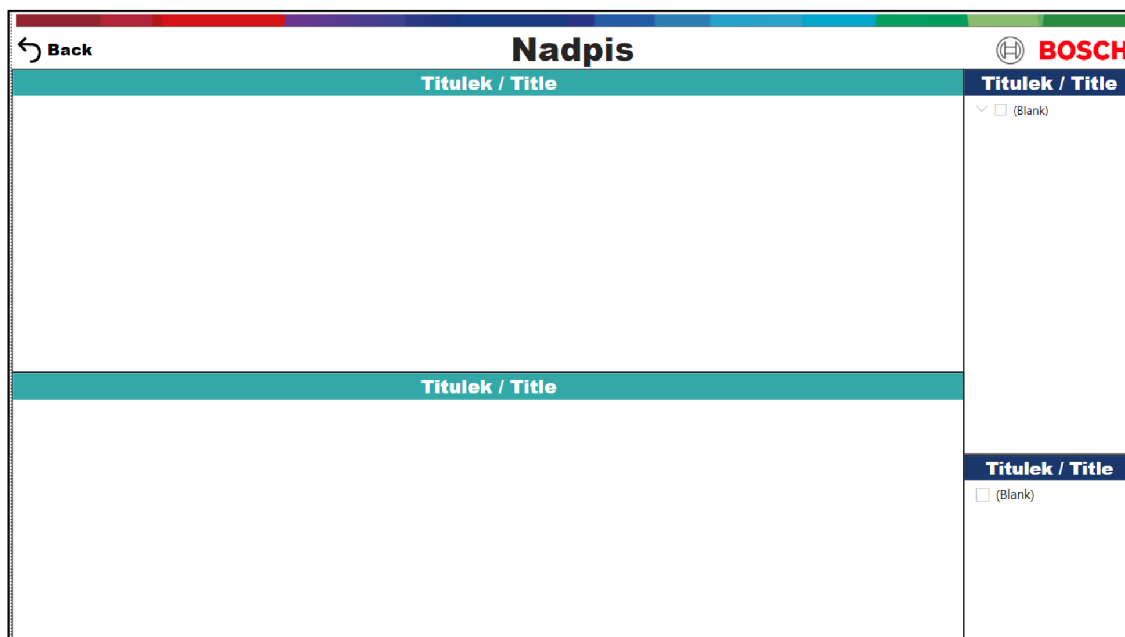 Back
Nadpis
BOSCH
Titulek / Title
Titulek / Title
(Blank)
Titulek / Title
Titulek / Title
(Blank)